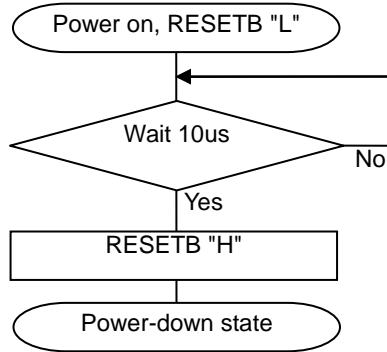 Power on, RESETB "L"
Wait 10us
No
Yes
RESETB "H"
Power-down state